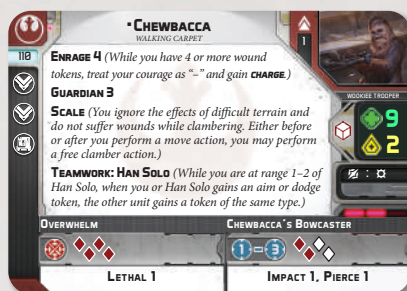 • CHEWBACCA
WALKING CARPET
1
110
ENRAGE 4 (While you have 4 or more wound
tokens, treat your courage as "–" and gain CHARGE.)
GUARDIAN 3
SCALE (You ignore the effects of difficult terrain and
do not suffer wounds while clambering. Either before
or after you perform a move action, you may perform
a free clamber action.)
TEAMWORK: HAN SOLO (While you are at range 1–2 of
Han Solo, when you or Han Solo gains an aim or dodge
token, the other unit gains a token of the same type.)
WOOKIEE TROOPER
9
2
:
OVERWHELM
LETHAL 1
CHEWBACCA'S BOWCASTER
1 – 3
IMPACT 1, PIERCE 1